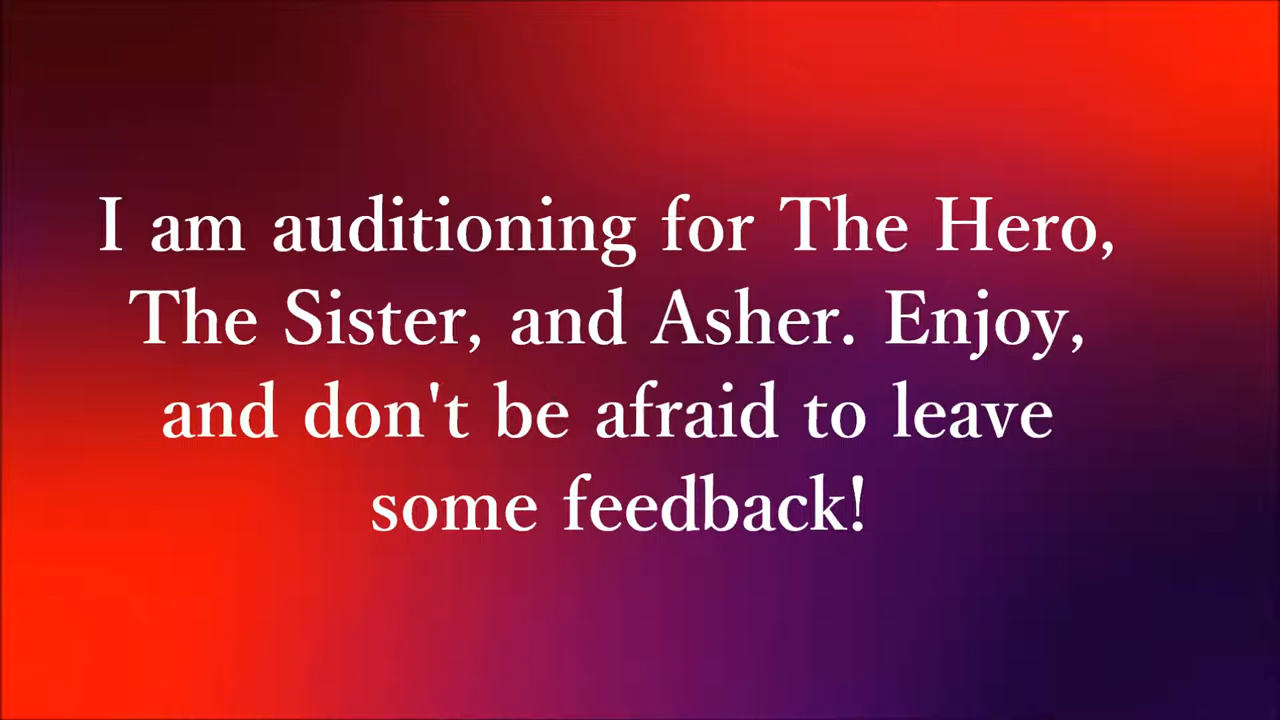 I am auditioning for The Hero,
The Sister, and Asher. Enjoy,
and don't be afraid to leave
some feedback!